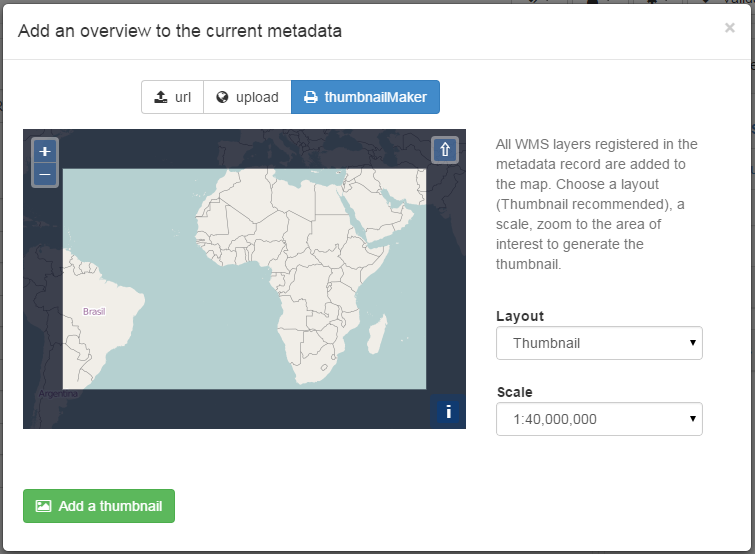 Add an overview to the current metadata
×
url upload thumbnailMaker
+
−
i
Brasil
Argentina
All WMS layers registered in the
metadata record are added to
the map. Choose a layout
(Thumbnail recommended), a
scale, zoom to the area of
interest to generate the
thumbnail.
Layout
Thumbnail
Scale
1:40,000,000
Add a thumbnail